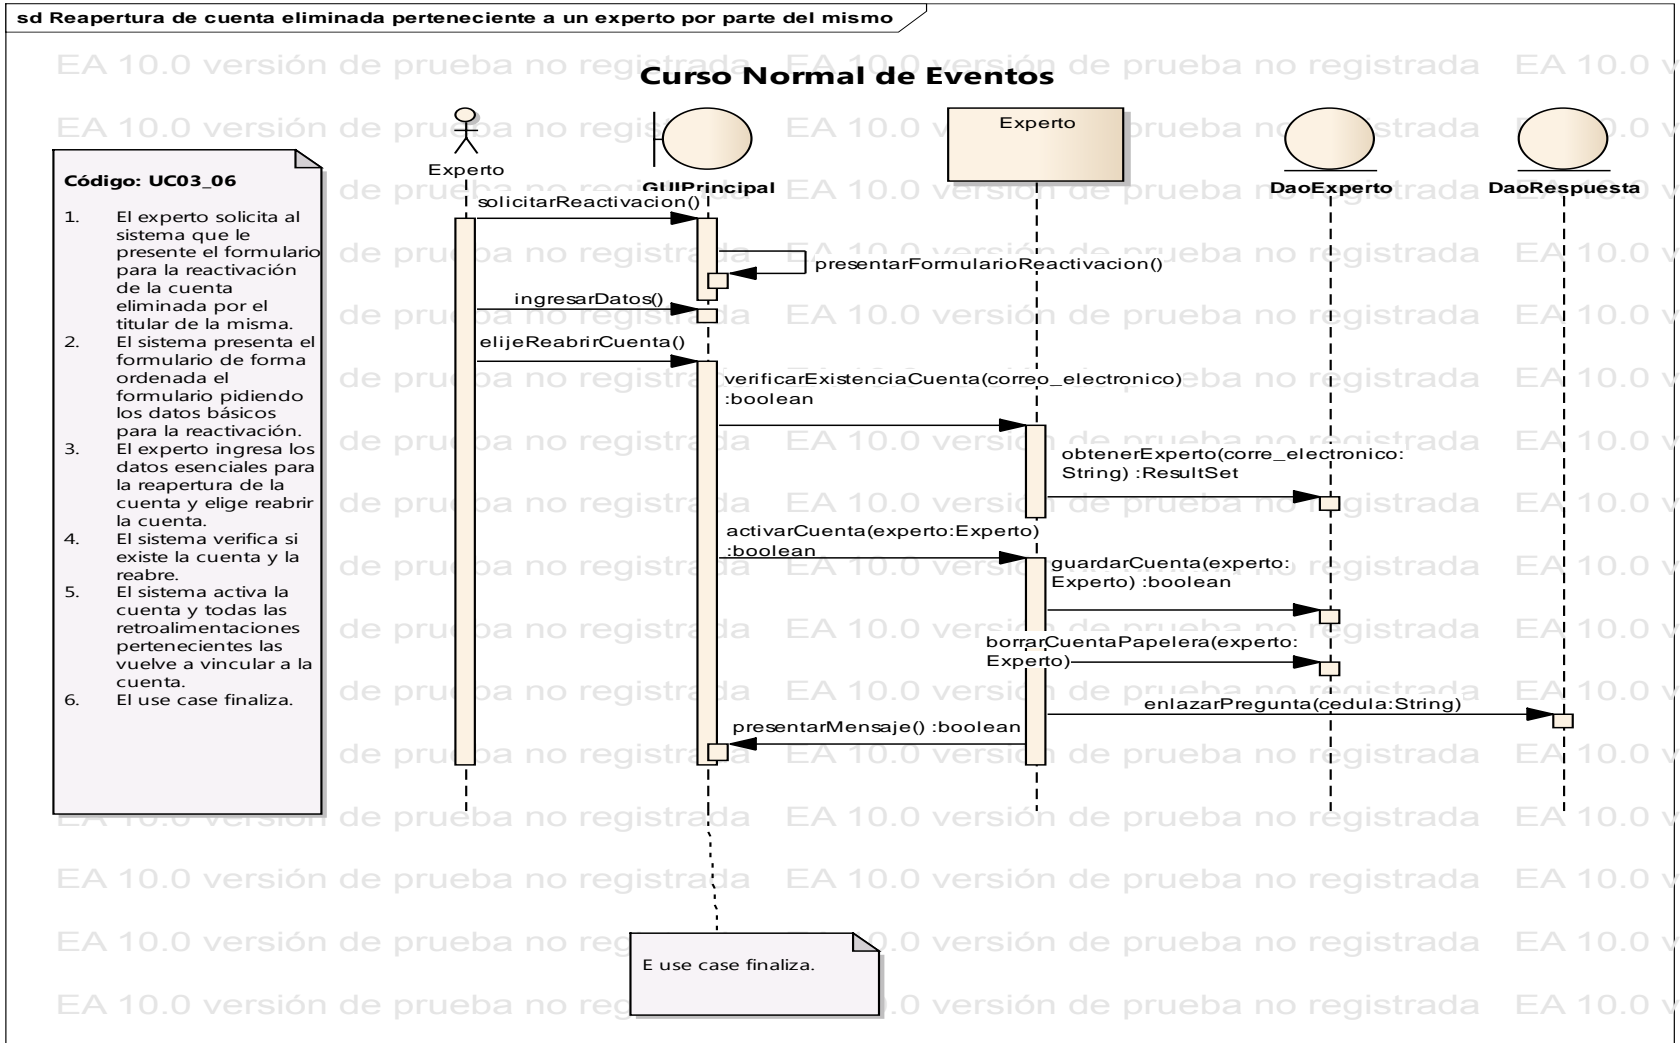 sd Reapertura de cuenta eliminada perteneciente a un experto por parte del mismo
Curso Normal de Eventos
Código: UC03_06
1. El experto solicita al
sistema que le
presente el formulario
para la reactivación
de la cuenta
eliminada por el
titular de la misma.
2. El sistema presenta el
formulario de forma
ordenada el
formulario pidiendo
los datos básicos
para la reactivación.
3. El experto ingresa los
datos esenciales para
la reapertura de la
cuenta y elige reabrir
la cuenta.
4. El sistema verifica si
existe la cuenta y la
reabre.
5. El sistema activa la
cuenta y todas las
retroalimentaciones
pertenecientes las
vuelve a vincular a la
cuenta.
6. El use case finaliza.
Experto
GUIPrincipal
Experto
DaoExperto
DaoRespuesta
solicitarReactivacion()
presentarFormularioReactivacion()
ingresarDatos()
elijeReabrirCuenta()
verificarExistenciaCuenta(correo_electronico)
:boolean
obtenerExperto(corre_electronico:
String) :ResultSet
activarCuenta(experto:Experto)
:boolean
guardarCuenta(experto:
Experto) :boolean
borrarCuentaPapelera(experto:
Experto)
enlazarPregunta(cedula:String)
presentarMensaje() :boolean
E use case finaliza.
EA 10.0 versión de prueba no registrada